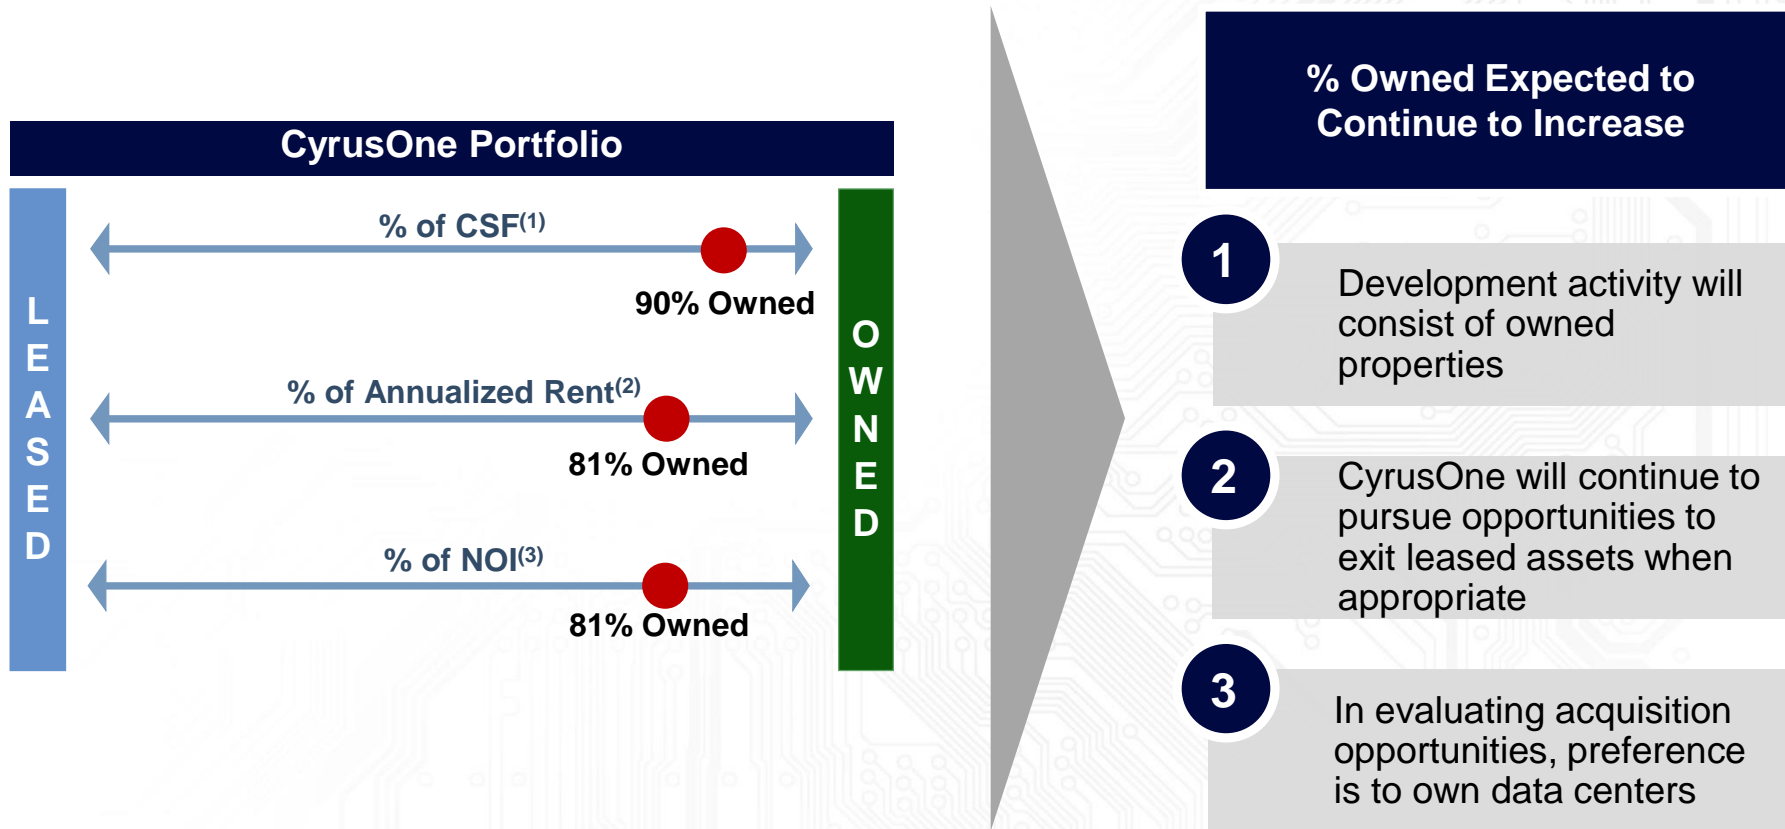 CyrusOne Portfolio
LEASED
% of CSF(1)
90% Owned
% of Annualized Rent(2)
81% Owned
% of NOI(3)
81% Owned
OWNED
% Owned Expected to
Continue to Increase
1
Development activity will
consist of owned
properties
2
CyrusOne will continue to
pursue opportunities to
exit leased assets when
appropriate
3
In evaluating acquisition
opportunities, preference
is to own data centers